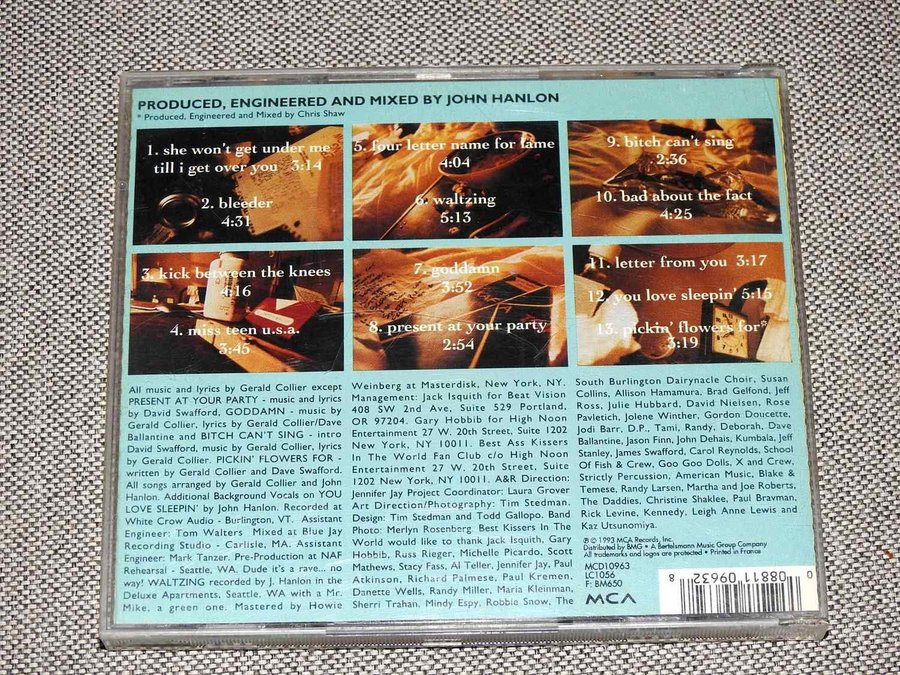 PRODUCED, ENGINEERED AND MIXED BY JOHN HANLON
* Produced, Engineered and Mixed by Chris Shaw
1. she won't get under me
till i get over you 3:14
2. bleeder
4:31
3. kick between the knees
4:16
4. miss teen u.s.a.
3:45
5. four letter name for fame
4:04
6. waltzing
5:13
7. goddamn
3:52
8. present at your party
2:54
9. bitch can't sing
2:36
10. bad about the fact
4:25
11. letter from you 3:17
12. you love sleepin' 5:15
13. pickin' flowers for*
3:19
All music and lyrics by Gerald Collier except
PRESENT AT YOUR PARTY - music and lyrics
by David Swafford, GODDAMN - music by
Gerald Collier, lyrics by Gerald Collier/Dave
Ballantine and BITCH CAN'T SING - intro
David Swafford, music by Gerald Collier, lyrics
by Gerald Collier. PICKIN' FLOWERS FOR -
written by Gerald Collier and Dave Swafford.
All songs arranged by Gerald Collier and John
Hanlon. Additional Background Vocals on YOU
LOVE SLEEPIN' by John Hanlon. Recorded at
White Crow Audio - Burlington, VT. Assistant
Engineer: Tom Walters Mixed at Blue Jay
Recording Studio - Carlisle, MA. Assistant
Engineer: Mark Tanzer. Pre-Production at NAF
Rehearsal - Seattle, WA. Dude it's a rave... no
way! WALTZING recorded by J. Hanlon in the
Deluxe Apartments, Seattle, WA with a Mr.
Mike, a green one. Mastered by Howie
Weinberg at Masterdisk, New York, NY.
Management: Jack Isquith for Beat Vision
408 SW 2nd Ave, Suite 529 Portland,
OR 97204. Gary Hobbib for High Noon
Entertainment 27 W. 20th Street, Suite 1202
New York, N.Y. 10011. Best Ass Kissers
In The World Fan Club c/o High Noon
Entertainment 27 W. 20th Street, Suite
1202 New York, N.Y. 10011. A&R Direction:
Jennifer Jay Project Coordinator: Laura Grover
Art Direction/Photography: Tim Stedman.
Design: Tim Stedman and Todd Gallopo. Band
Photo: Merlyn Rosenberg. Best Kissers In The
World would like to thank Jack Isquith, Gary
Hobbib, Russ Rieger, Michelle Picardo, Scott
Mathews, Stacy Fass, Al Teller, Jennifer Jay, Paul
Atkinson, Richard Palmese, Paul Kremen,
Danette Wells, Randy Miller, Maria Kleinman,
Sherri Trahan, Mindy Espy, Robbie Snow, The
South Burlington Dairynacle Choir, Susan
Collins, Allison Hamamura, Brad Gelfond, Jeff
Ross, Julie Hubbard, David Nielsen, Rose
Pavletich, Jolene Winther, Gordon Doucette,
Jodi Barr, D.P., Tami, Randy, Deborah, Dave
Ballantine, Jason Finn, John Dehais, Kumbala, Jeff
Stanley, James Swafford, Carol Reynolds, School
Of Fish & Crew, Goo Goo Dolls, X and Crew,
Strictly Percussion, American Music, Blake &
Temese, Randy Larsen, Martha and Joe Roberts,
The Daddies, Christine Shaklee, Paul Bravman,
Rick Levine, Kennedy, Leigh Anne Lewis and
Kaz Utsunomiya.
℗ © 1993 MCA Records, Inc.
Distributed by BMG • A Bertelsmann Music Group Company
All trademarks and logos are protected • Printed in France
MCD10963
LC1056
F: BM650
MCA
0 08811 09632 8